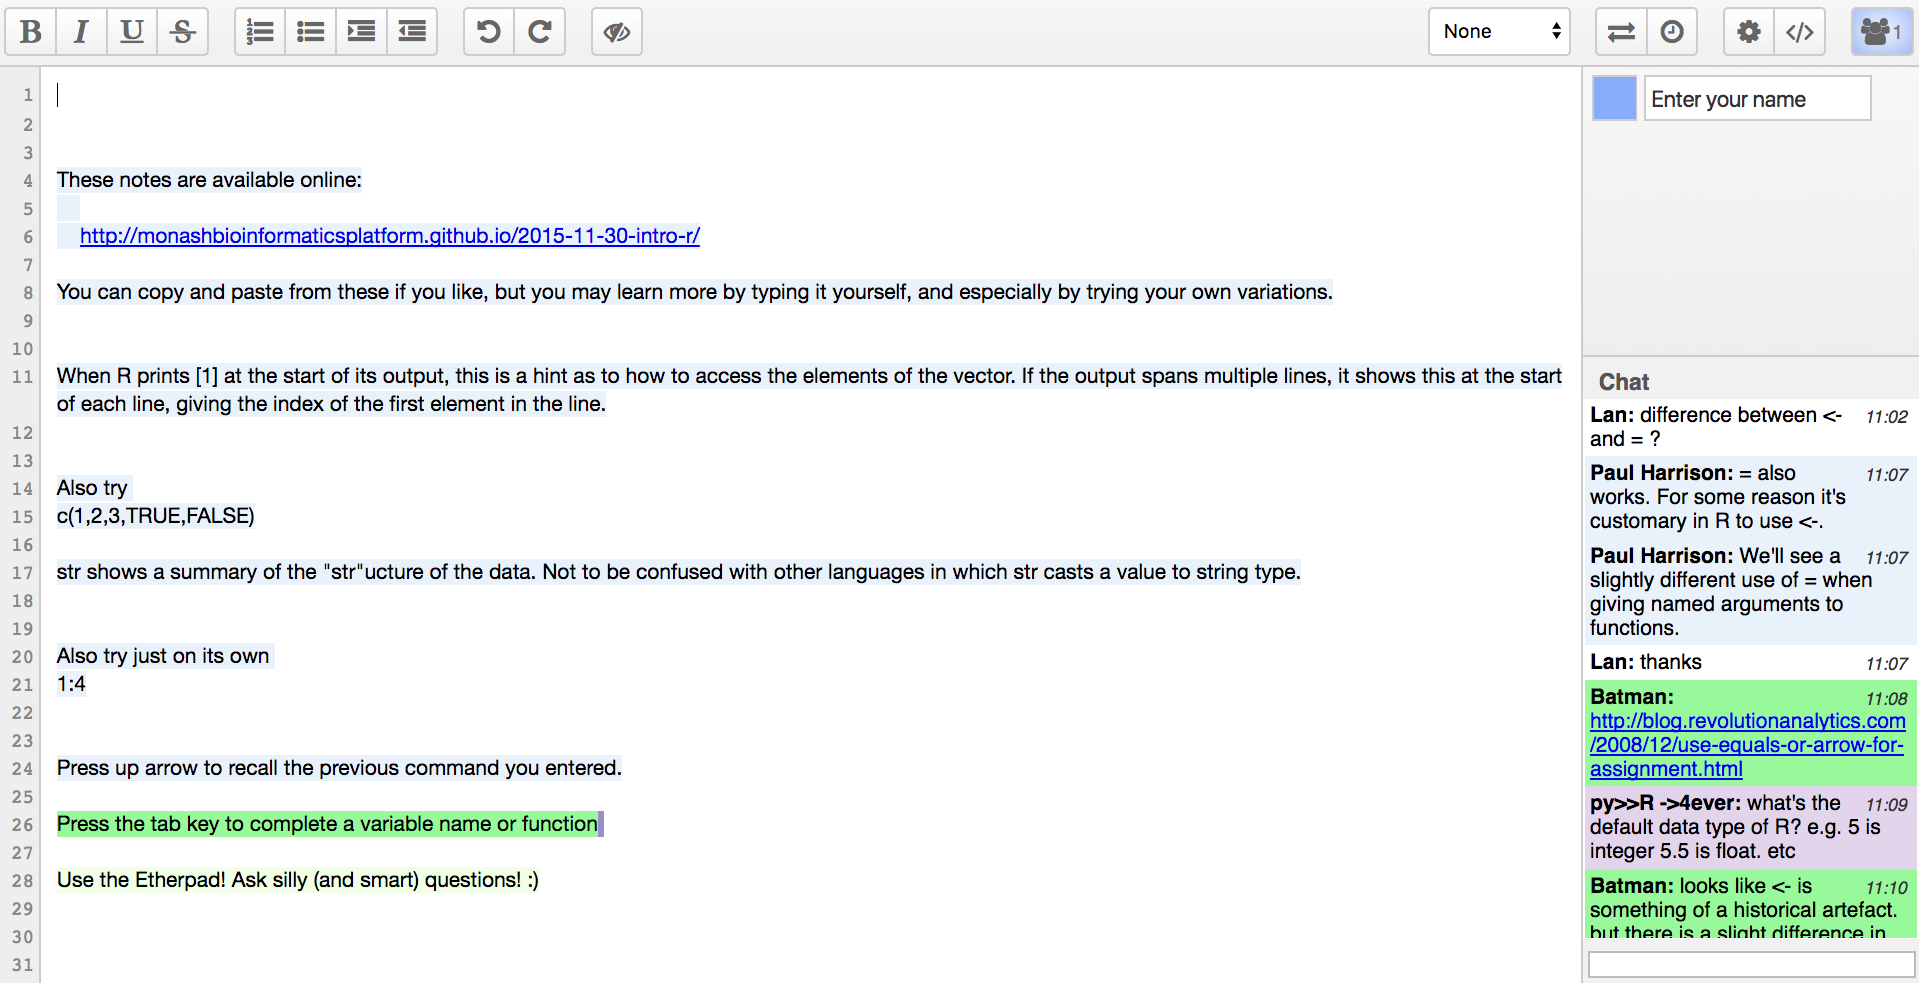 B I U S
None
1
1
2
3
4 These notes are available online:
5
6 http://monashbioinformaticsplatform.github.io/2015-11-30-intro-r/
7
8 You can copy and paste from these if you like, but you may learn more by typing it yourself, and especially by trying your own variations.
9
10
11 When R prints [1] at the start of its output, this is a hint as to how to access the elements of the vector. If the output spans multiple lines, it shows this at the start
of each line, giving the index of the first element in the line.
12
13
14 Also try
15 c(1,2,3,TRUE,FALSE)
16
17 str shows a summary of the "str"ucture of the data. Not to be confused with other languages in which str casts a value to string type.
18
19
20 Also try just on its own
21 1:4
22
23
24 Press up arrow to recall the previous command you entered.
25
26 Press the tab key to complete a variable name or function
27
28 Use the Etherpad! Ask silly (and smart) questions! :)
29
30
31
Enter your name
Chat
Lan: difference between <- 11:02
and = ?
Paul Harrison: = also 11:07
works. For some reason it's
customary in R to use <-.
Paul Harrison: We'll see a 11:07
slightly different use of = when
giving named arguments to
functions.
Lan: thanks 11:07
Batman: 11:08
http://blog.revolutionanalytics.com
/2008/12/use-equals-or-arrow-for-
assignment.html
py>>R ->4ever: what's the 11:09
default data type of R? e.g. 5 is
integer 5.5 is float. etc
Batman: looks like <- is 11:10
something of a historical artefact.
but there is a slight difference in